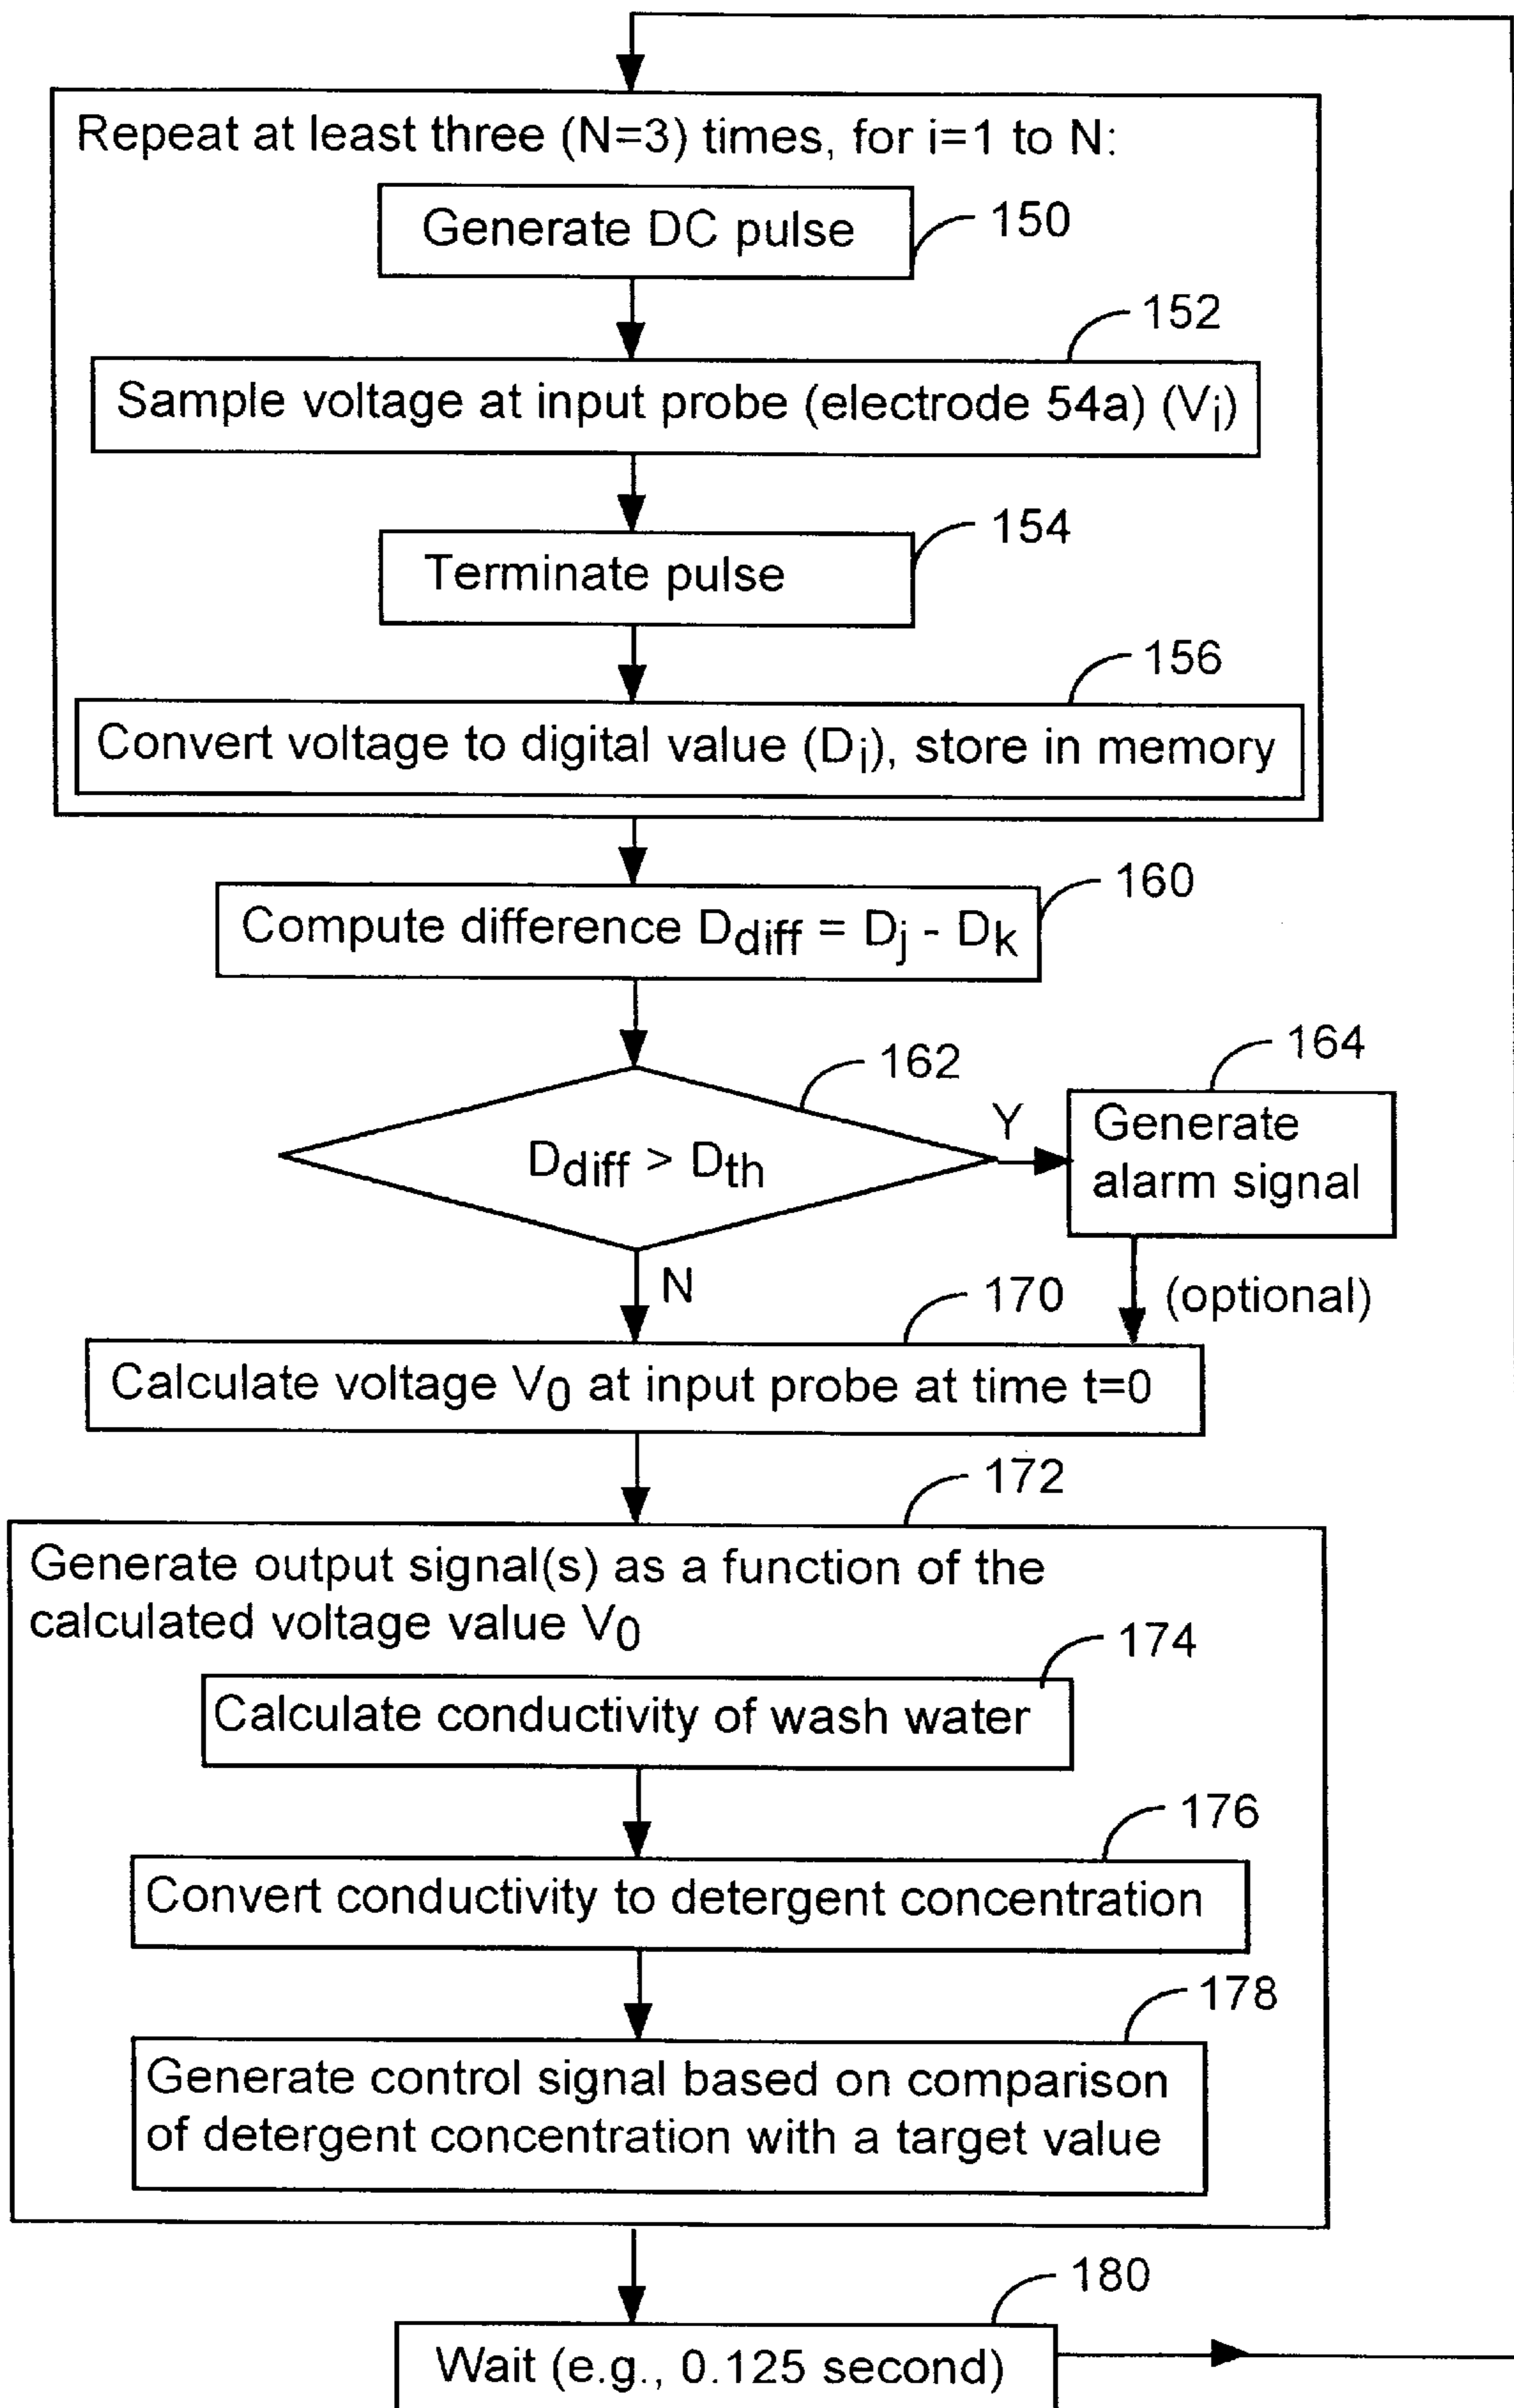 Repeat at least three (N=3) times, for i=1 to N:
Generate DC pulse
150
152
Sample voltage at input probe (electrode 54a) (Vi)
154
Terminate pulse
156
Convert voltage to digital value (Di), store in memory
160
Compute difference Ddiff = Dj - Dk
162
164
Ddiff > Dth
Y
Generate
alarm signal
N
170
(optional)
Calculate voltage V0 at input probe at time t=0
172
Generate output signal(s) as a function of the
calculated voltage value V0
174
Calculate conductivity of wash water
176
Convert conductivity to detergent concentration
178
Generate control signal based on comparison
of detergent concentration with a target value
180
Wait (e.g., 0.125 second)